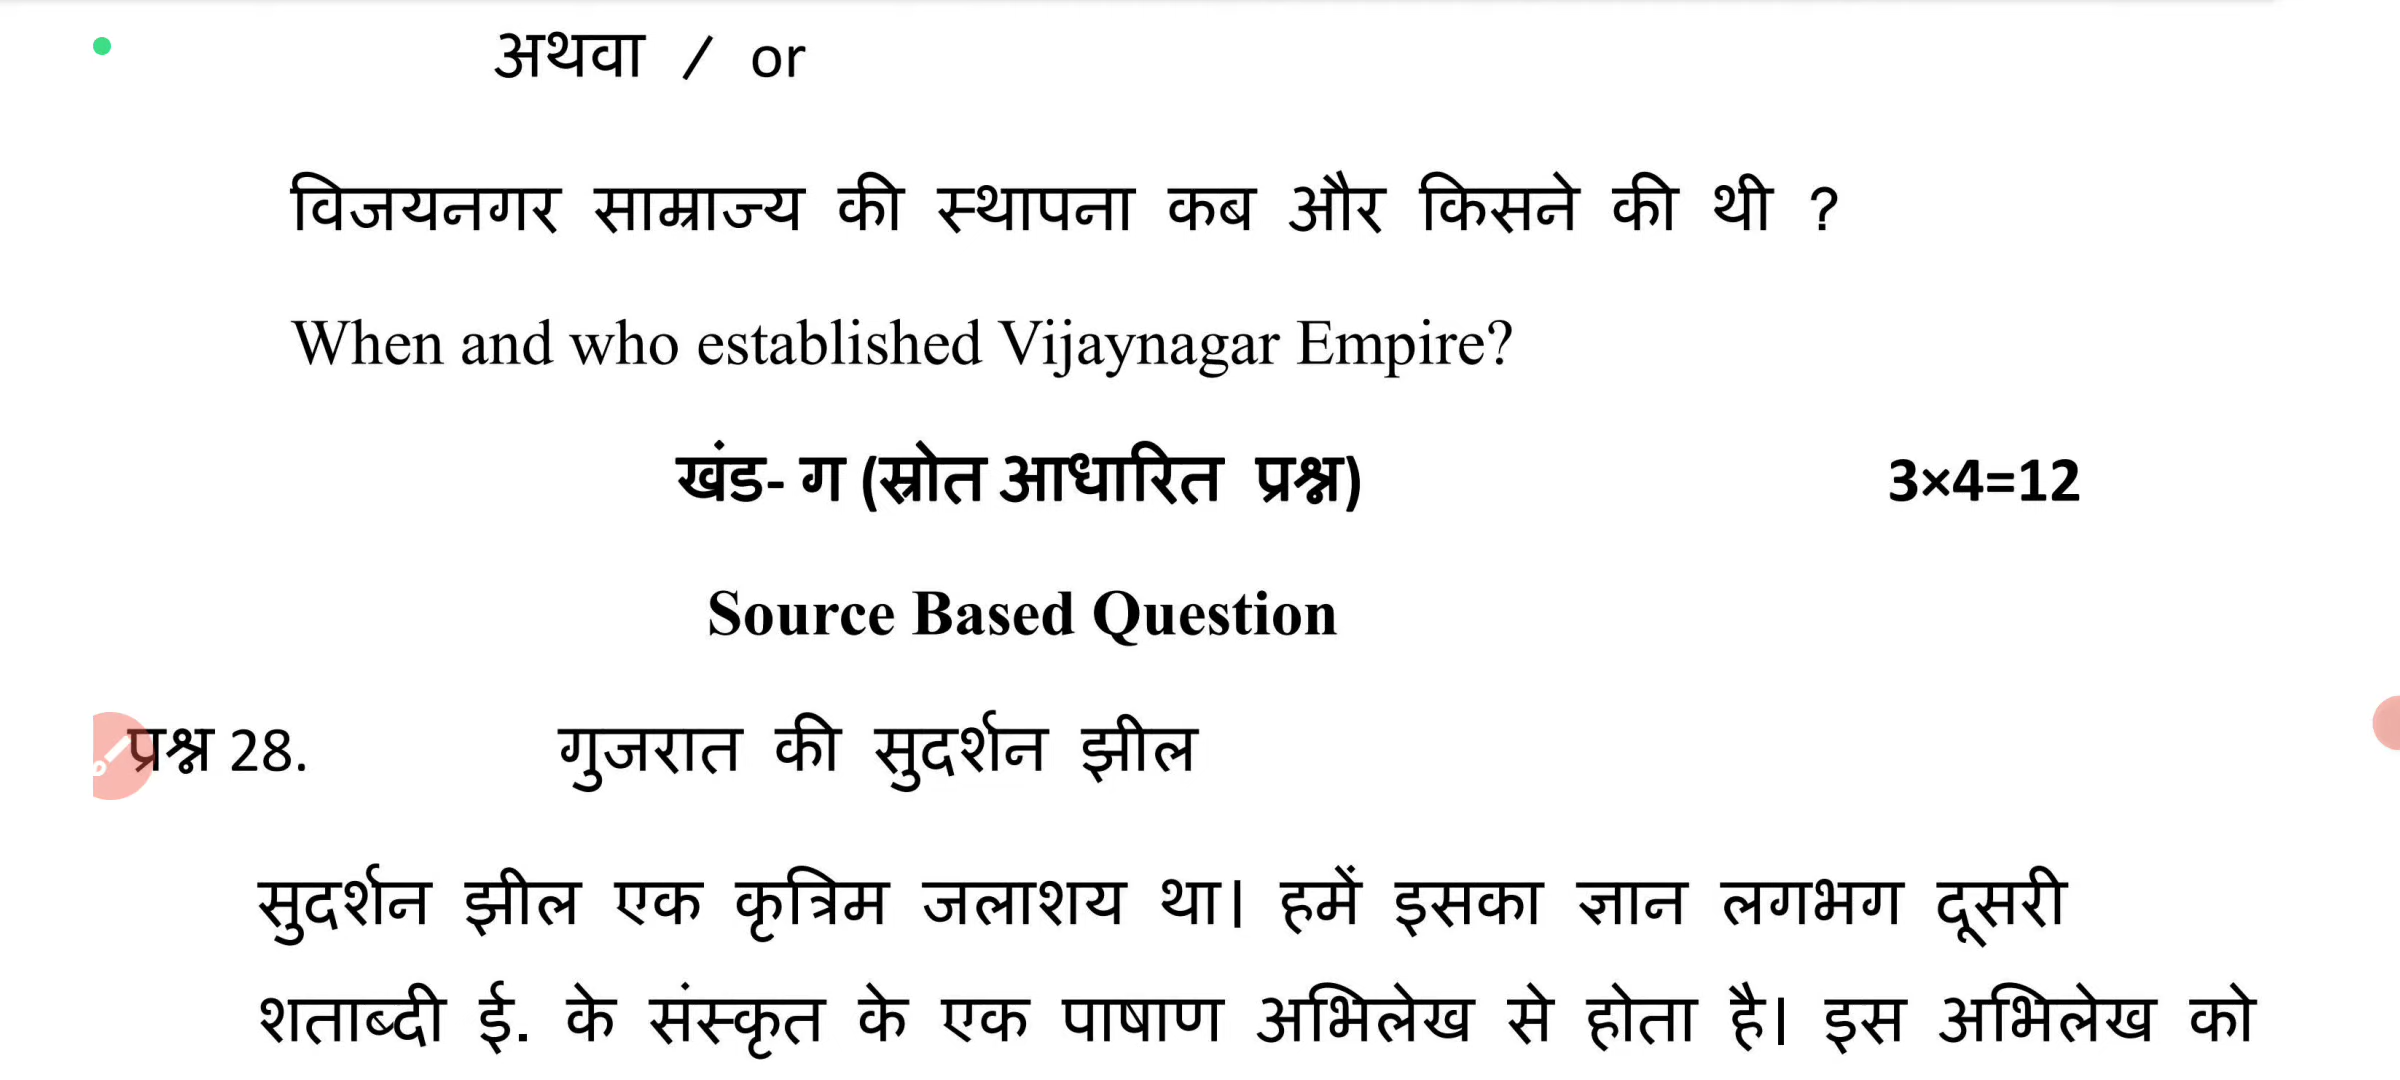 अथवा / or
विजयनगर साम्राज्य की स्थापना कब और किसने की थी ?
When and who established Vijaynagar Empire?
खंड- ग (स्रोत आधारित प्रश्न) 3×4=12
Source Based Question
प्रश्न 28. गुजरात की सुदर्शन झील
सुदर्शन झील एक कृत्रिम जलाशय था। हमें इसका ज्ञान लगभग दूसरी
शताब्दी ई. के संस्कृत के एक पाषाण अभिलेख से होता है। इस अभिलेख को